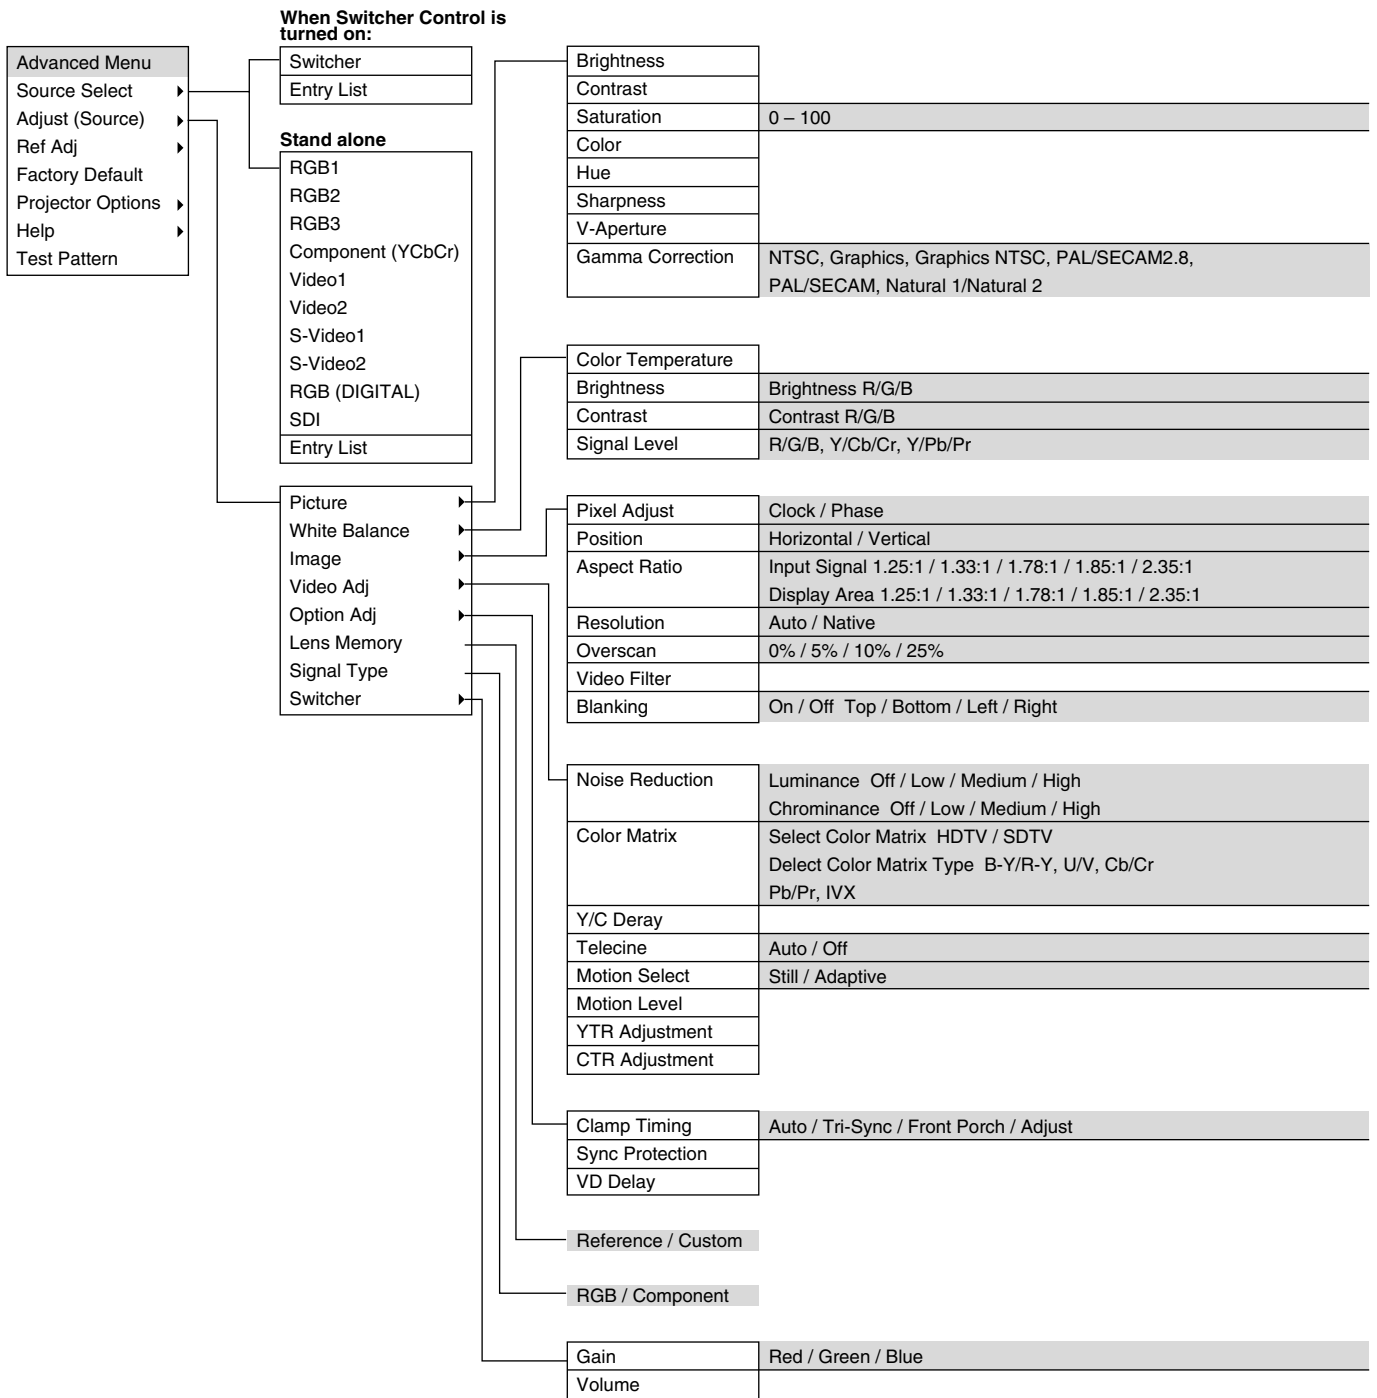 When Switcher Control is
turned on:
Advanced Menu
Source Select
Adjust (Source)
Ref Adj
Factory Default
Projector Options
Help
Test Pattern
Switcher
Entry List
Stand alone
RGB1
RGB2
RGB3
Component (YCbCr)
Video1
Video2
S-Video1
S-Video2
RGB (DIGITAL)
SDI
Entry List
Picture
White Balance
Image
Video Adj
Option Adj
Lens Memory
Signal Type
Switcher
Brightness
Contrast
Saturation 0 – 100
Color
Hue
Sharpness
V-Aperture
Gamma Correction NTSC, Graphics, Graphics NTSC, PAL/SECAM2.8,
PAL/SECAM, Natural 1/Natural 2
Color Temperature
Brightness Brightness R/G/B
Contrast Contrast R/G/B
Signal Level R/G/B, Y/Cb/Cr, Y/Pb/Pr
Pixel Adjust Clock / Phase
Position Horizontal / Vertical
Aspect Ratio Input Signal 1.25:1 / 1.33:1 / 1.78:1 / 1.85:1 / 2.35:1
Display Area 1.25:1 / 1.33:1 / 1.78:1 / 1.85:1 / 2.35:1
Resolution Auto / Native
Overscan 0% / 5% / 10% / 25%
Video Filter
Blanking On / Off Top / Bottom / Left / Right
Noise Reduction Luminance Off / Low / Medium / High
Chrominance Off / Low / Medium / High
Color Matrix Select Color Matrix HDTV / SDTV
Delect Color Matrix Type B-Y/R-Y, U/V, Cb/Cr
Pb/Pr, IVX
Y/C Deray
Telecine Auto / Off
Motion Select Still / Adaptive
Motion Level
YTR Adjustment
CTR Adjustment
Clamp Timing Auto / Tri-Sync / Front Porch / Adjust
Sync Protection
VD Delay
Reference / Custom
RGB / Component
Gain Red / Green / Blue
Volume